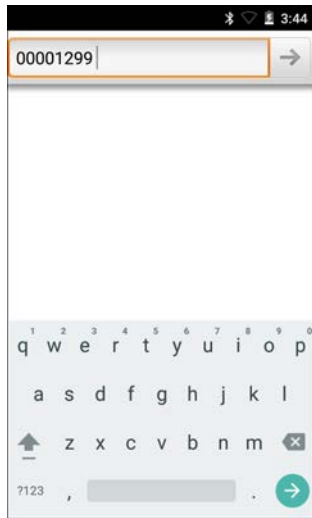 3:44
00001299
1 2 3 4 5 6 7 8 9 0
q w e r t y u i o p
a s d f g h j k l
z x c v b n m
?123 , .